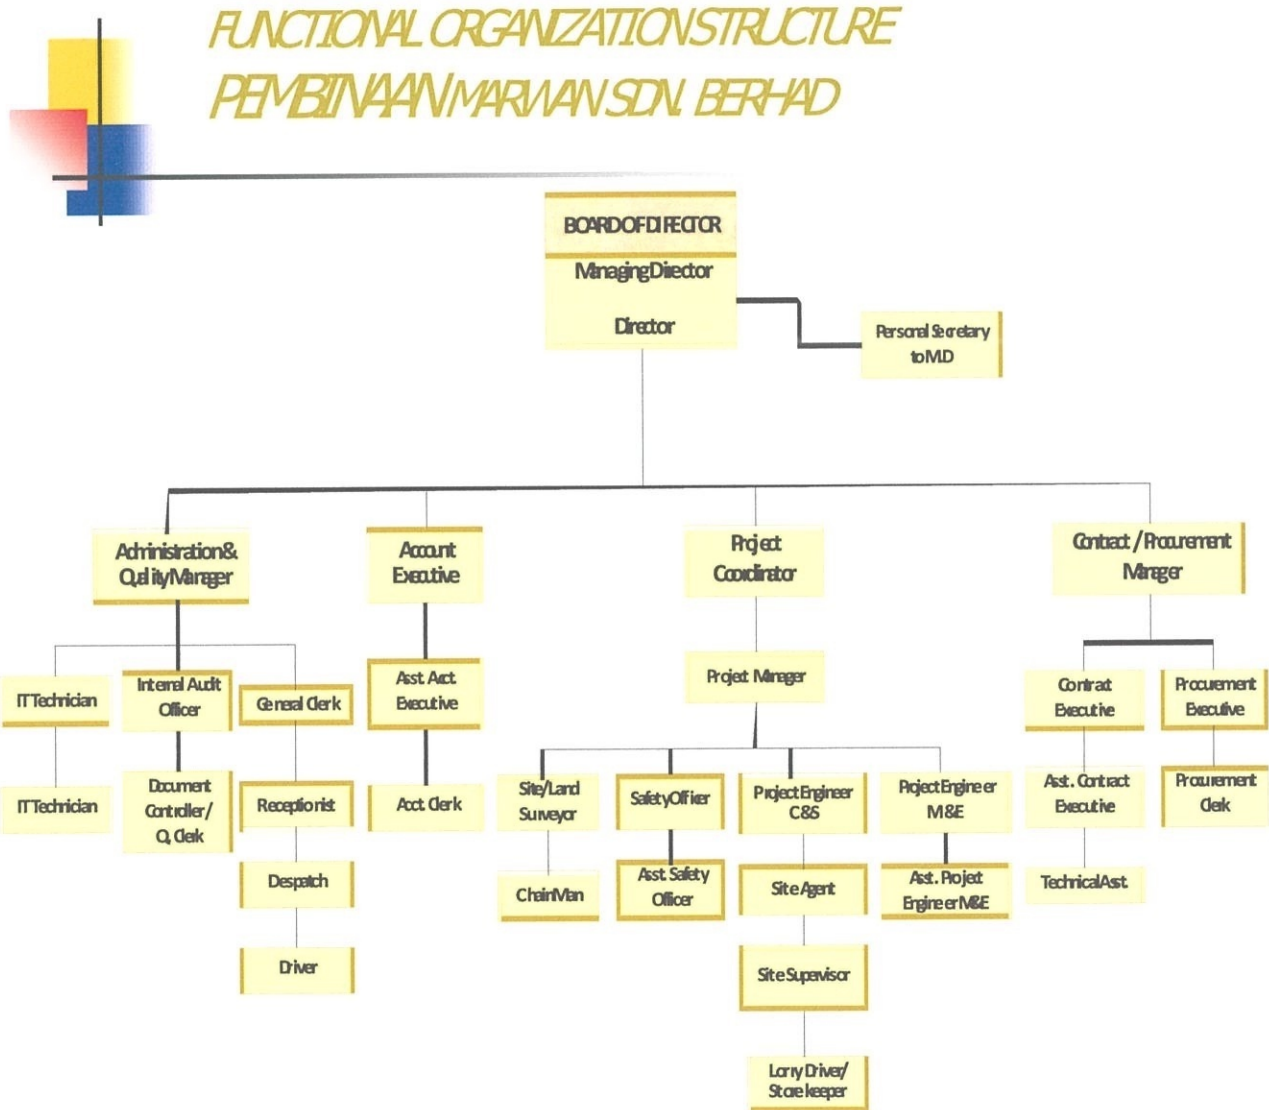 FUNCTIONAL ORGANIZATION STRUCTURE
PEMBINAAN MARWAN SDN. BERHAD
BOARD OF DIRECTOR
Managing Director
Director
Personal Secretary
to M.D
Administration &
Quality Manager
Account
Executive
Project
Coordinator
Contract / Procurement
Manager
IT Technician
Internal Audit
Officer
General Clerk
Asst. Acct.
Executive
Project Manager
Contract
Executive
Procurement
Executive
IT Technician
Document
Controller /
Q. Clerk
Receptionist
Acct. Clerk
Site/Land
Surveyor
Safety Officer
Project Engineer
C&S
Project Engineer
M&E
Asst. Contract
Executive
Procurement
Clerk
Despatch
Chain Man
Asst. Safety
Officer
Site Agent
Asst. Project
Engineer M&E
Technical Asst.
Driver
Site Supervisor
Lorry Driver/
Store keeper